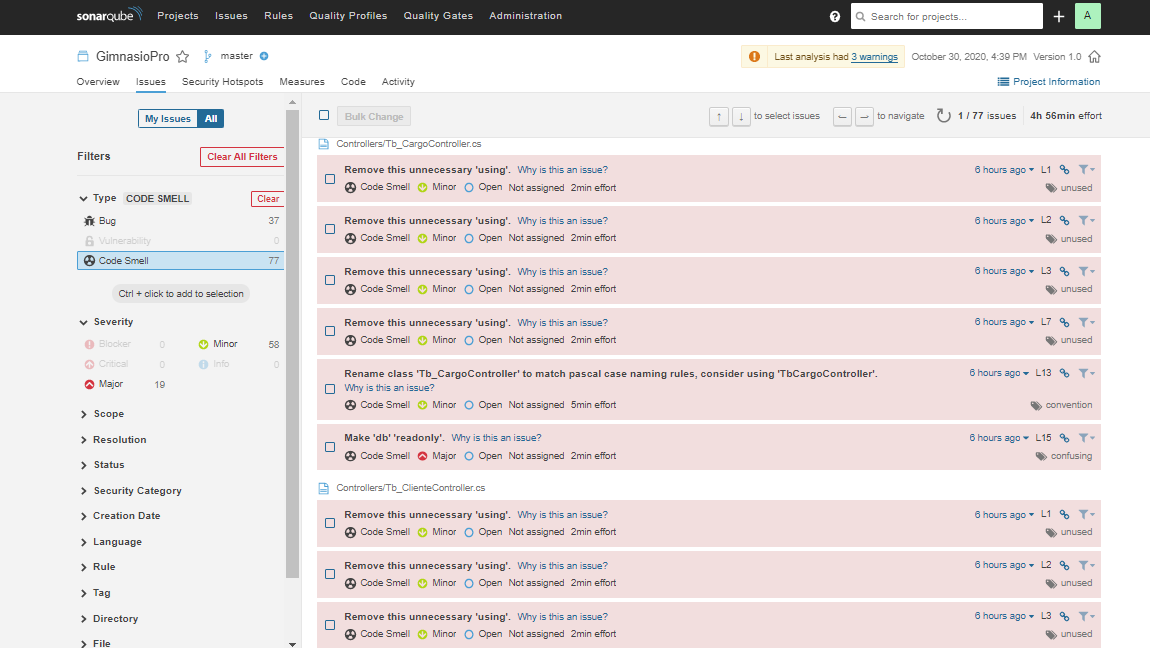 sonarqube Projects Issues Rules Quality Profiles Quality Gates Administration ? Search for projects... + A
GimnasioPro master Last analysis had 3 warnings October 30, 2020, 4:39 PM Version 1.0
Overview Issues Security Hotspots Measures Code Activity Project Information
My Issues All
Filters Clear All Filters
Type CODE SMELL Clear
Bug 37
Vulnerability 0
Code Smell 77
Ctrl + click to add to selection
Severity
Blocker 0 Minor 58
Critical 0 Info 0
Major 19
Scope
Resolution
Status
Security Category
Creation Date
Language
Rule
Tag
Directory
File
Bulk Change ↑ ↓ to select issues ← → to navigate 1 / 77 issues 4h 56min effort
Controllers/Tb_CargoController.cs
Remove this unnecessary 'using'. Why is this an issue? 6 hours ago L1
Code Smell Minor Open Not assigned 2min effort unused
Remove this unnecessary 'using'. Why is this an issue? 6 hours ago L2
Code Smell Minor Open Not assigned 2min effort unused
Remove this unnecessary 'using'. Why is this an issue? 6 hours ago L3
Code Smell Minor Open Not assigned 2min effort unused
Remove this unnecessary 'using'. Why is this an issue? 6 hours ago L7
Code Smell Minor Open Not assigned 2min effort unused
Rename class 'Tb_CargoController' to match pascal case naming rules, consider using 'TbCargoController'. 6 hours ago L13
Why is this an issue?
Code Smell Minor Open Not assigned 5min effort convention
Make 'db' 'readonly'. Why is this an issue? 6 hours ago L15
Code Smell Major Open Not assigned 2min effort confusing
Controllers/Tb_ClienteController.cs
Remove this unnecessary 'using'. Why is this an issue? 6 hours ago L1
Code Smell Minor Open Not assigned 2min effort unused
Remove this unnecessary 'using'. Why is this an issue? 6 hours ago L2
Code Smell Minor Open Not assigned 2min effort unused
Remove this unnecessary 'using'. Why is this an issue? 6 hours ago L3
Code Smell Minor Open Not assigned 2min effort unused